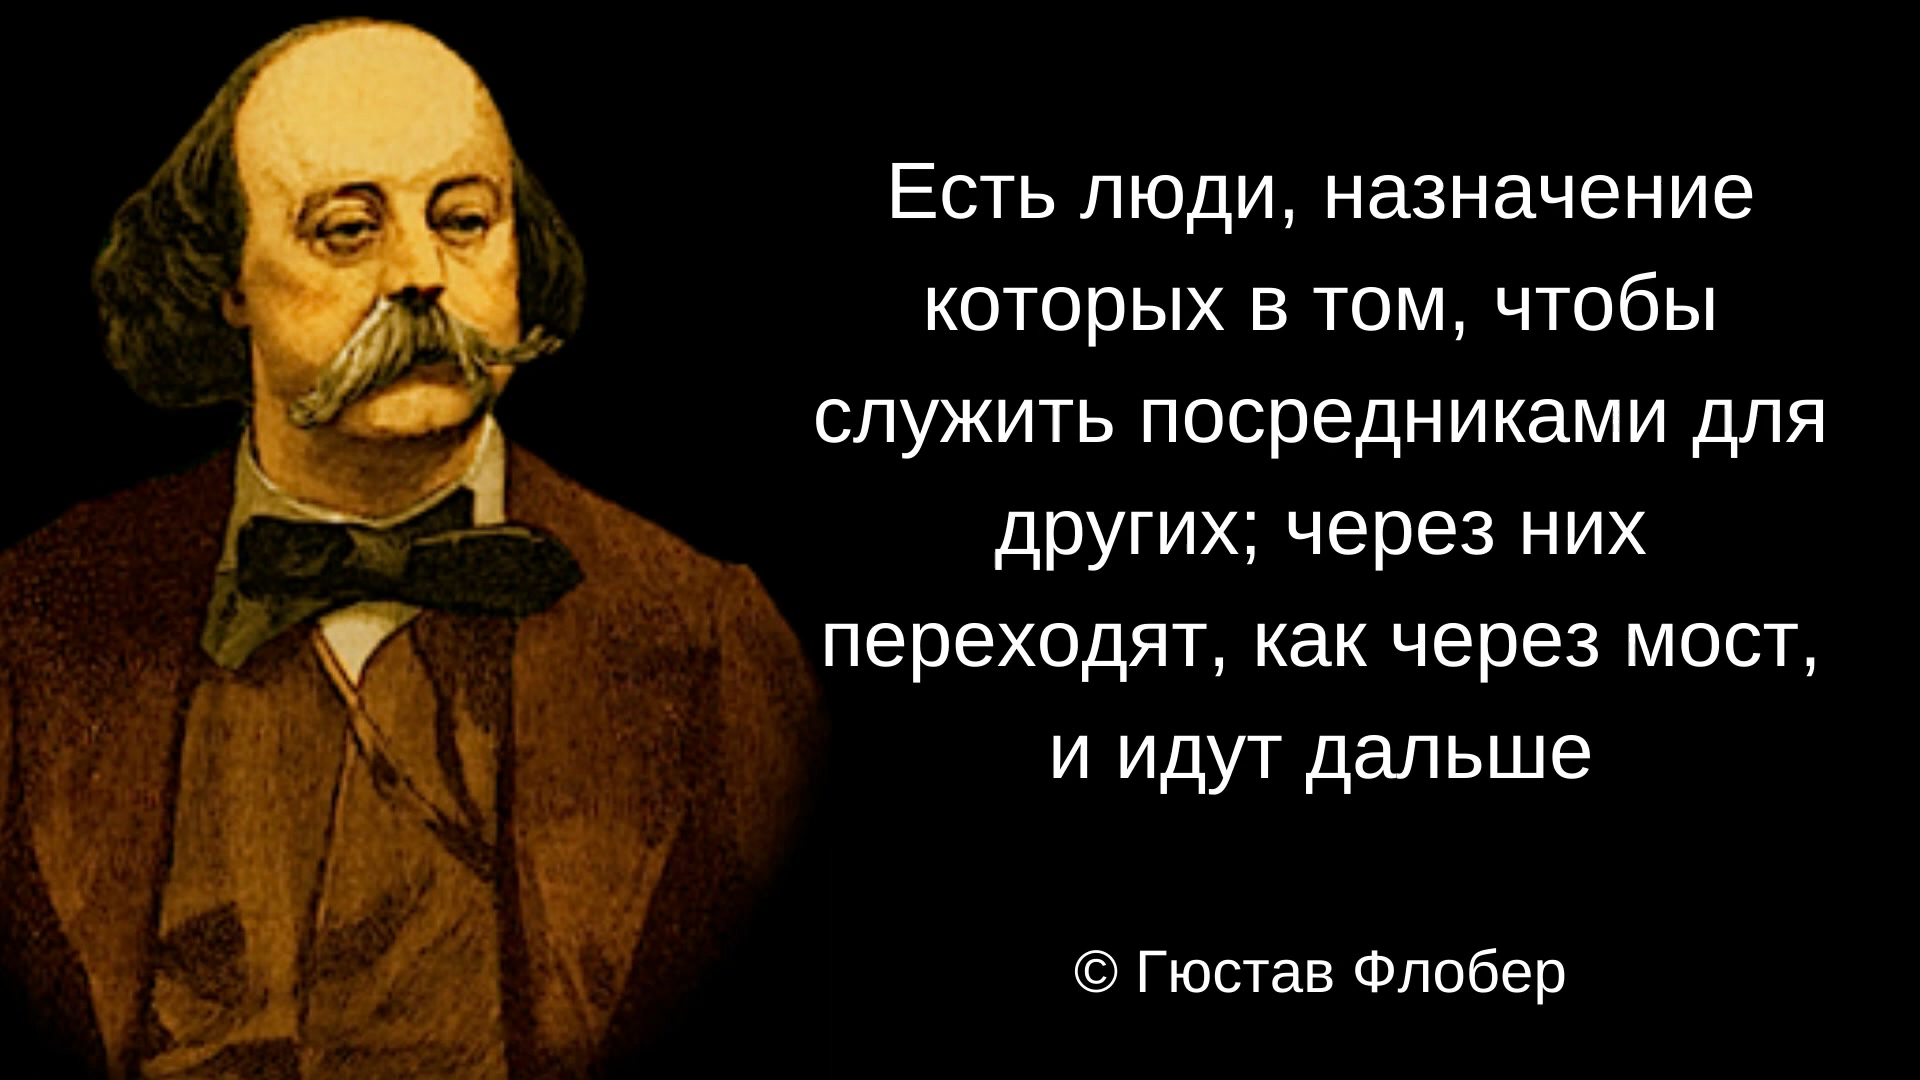 Есть люди, назначение
которых в том, чтобы
служить посредниками для
других; через них
переходят, как через мост,
и идут дальше
© Гюстав Флобер